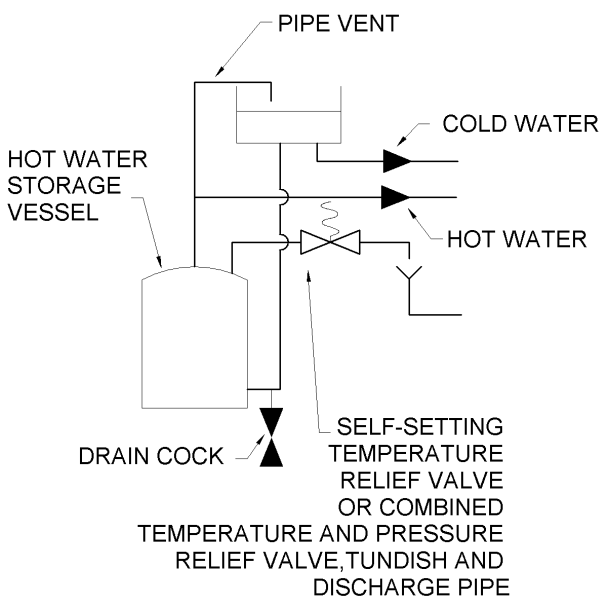 PIPE VENT
COLD WATER
HOT WATER
STORAGE
VESSEL
HOT WATER
DRAIN COCK
SELF-SETTING
TEMPERATURE
RELIEF VALVE
OR COMBINED
TEMPERATURE AND PRESSURE
RELIEF VALVE,TUNDISH AND
DISCHARGE PIPE